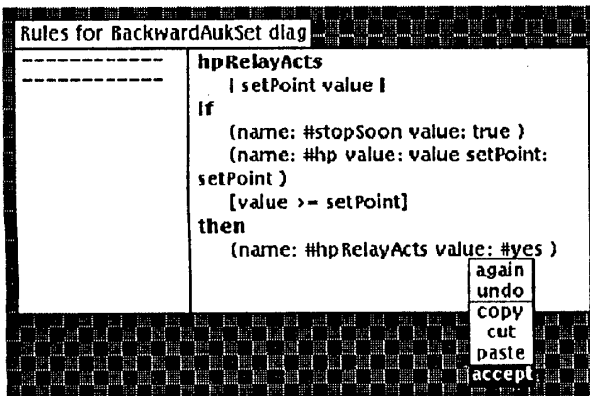 Rules for BackwardAukSet diag
--------------
--------------
hpRelayActs
| setPoint value |
if
(name: #stopSoon value: true )
(name: #hp value: value setPoint:
setPoint )
[value >= setPoint]
then
(name: #hpRelayActs value: #yes )
again
undo
copy
cut
paste
accept